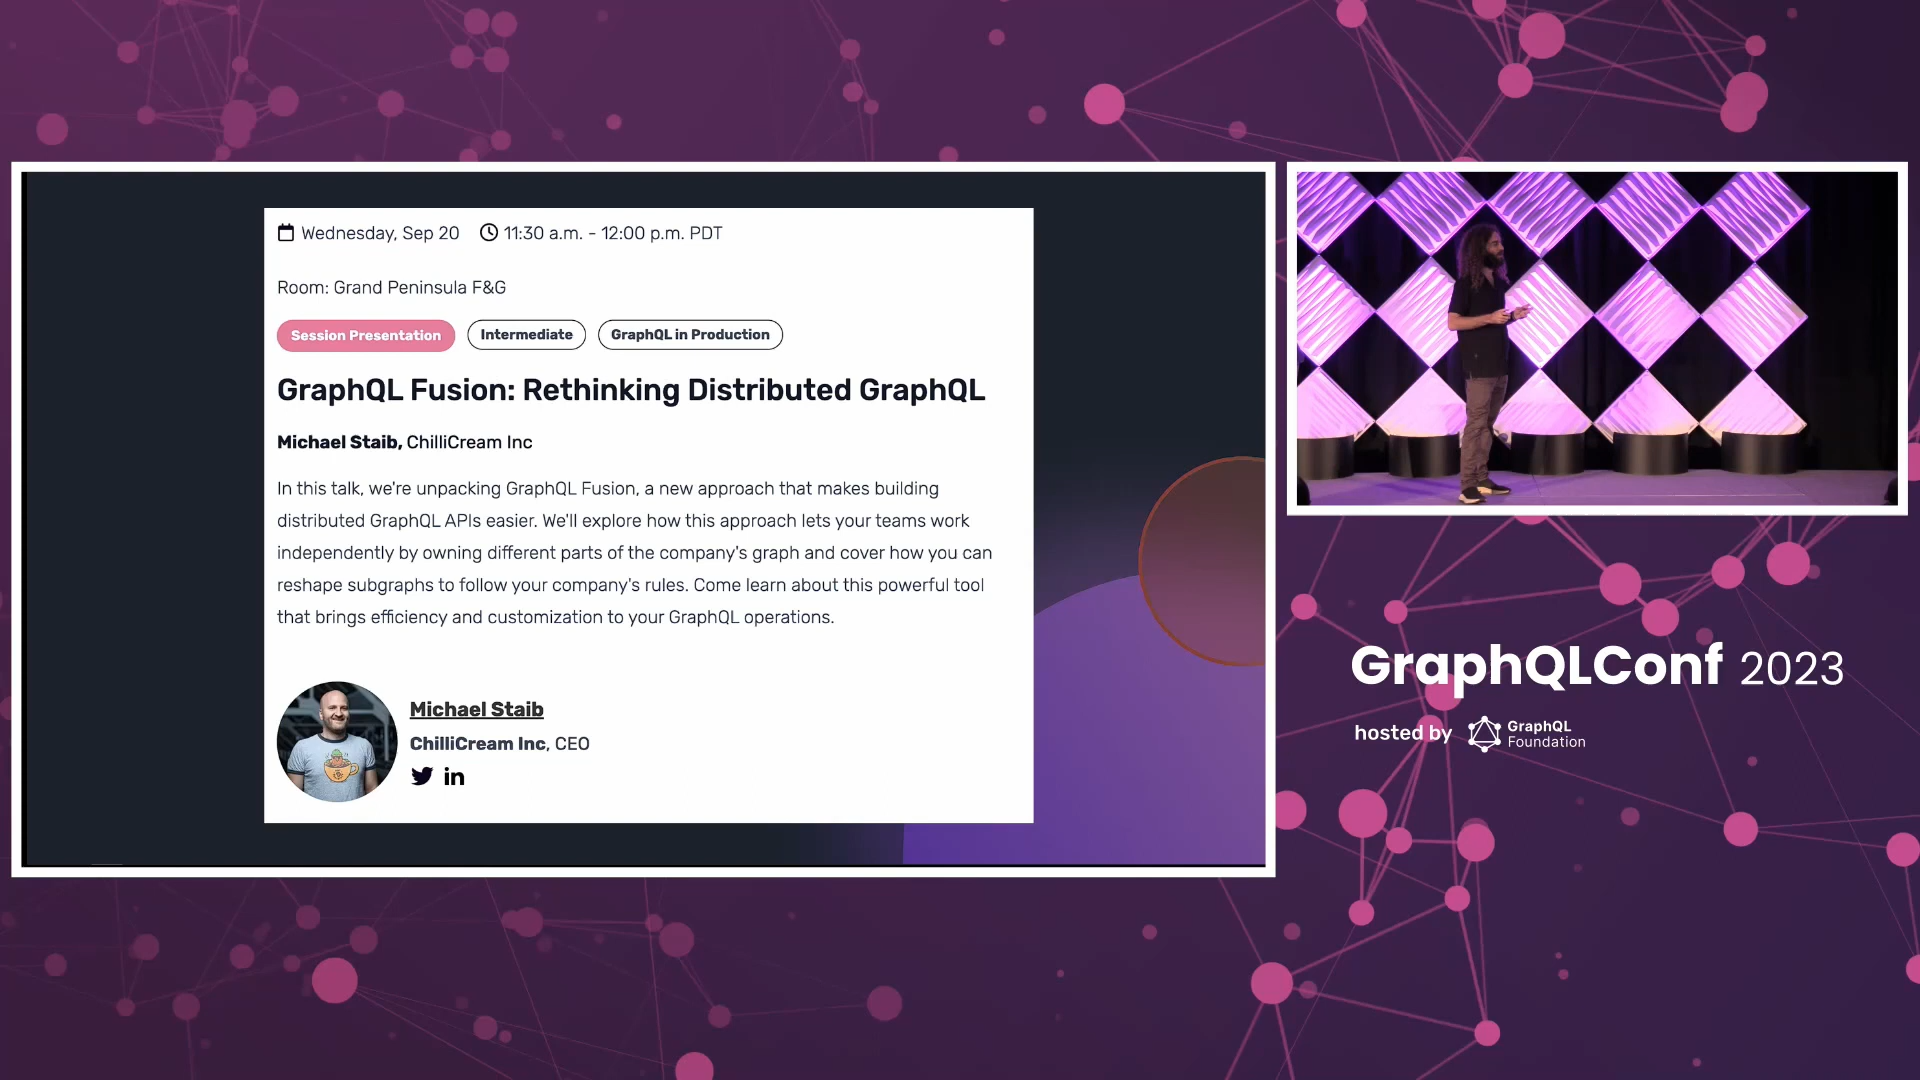 Wednesday, Sep 20 11:30 a.m. - 12:00 p.m. PDT
Room: Grand Peninsula F&G
Session Presentation Intermediate GraphQL in Production
GraphQL Fusion: Rethinking Distributed GraphQL
Michael Staib, ChilliCream Inc
In this talk, we're unpacking GraphQL Fusion, a new approach that makes building
distributed GraphQL APIs easier. We'll explore how this approach lets your teams work
independently by owning different parts of the company's graph and cover how you can
reshape subgraphs to follow your company's rules. Come learn about this powerful tool
that brings efficiency and customization to your GraphQL operations.
Michael Staib
ChilliCream Inc, CEO
in
GraphQLConf 2023
hosted by GraphQL
Foundation